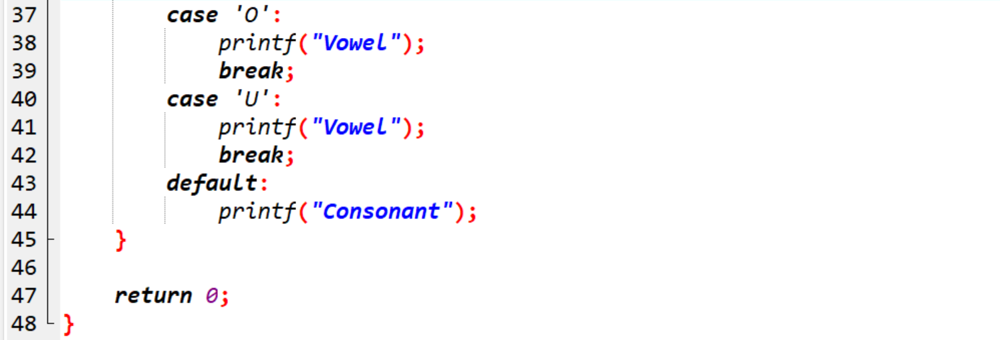 37 case 'O':
38 printf("Vowel");
39 break;
40 case 'U':
41 printf("Vowel");
42 break;
43 default:
44 printf("Consonant");
45 }
46
47 return 0;
48 }